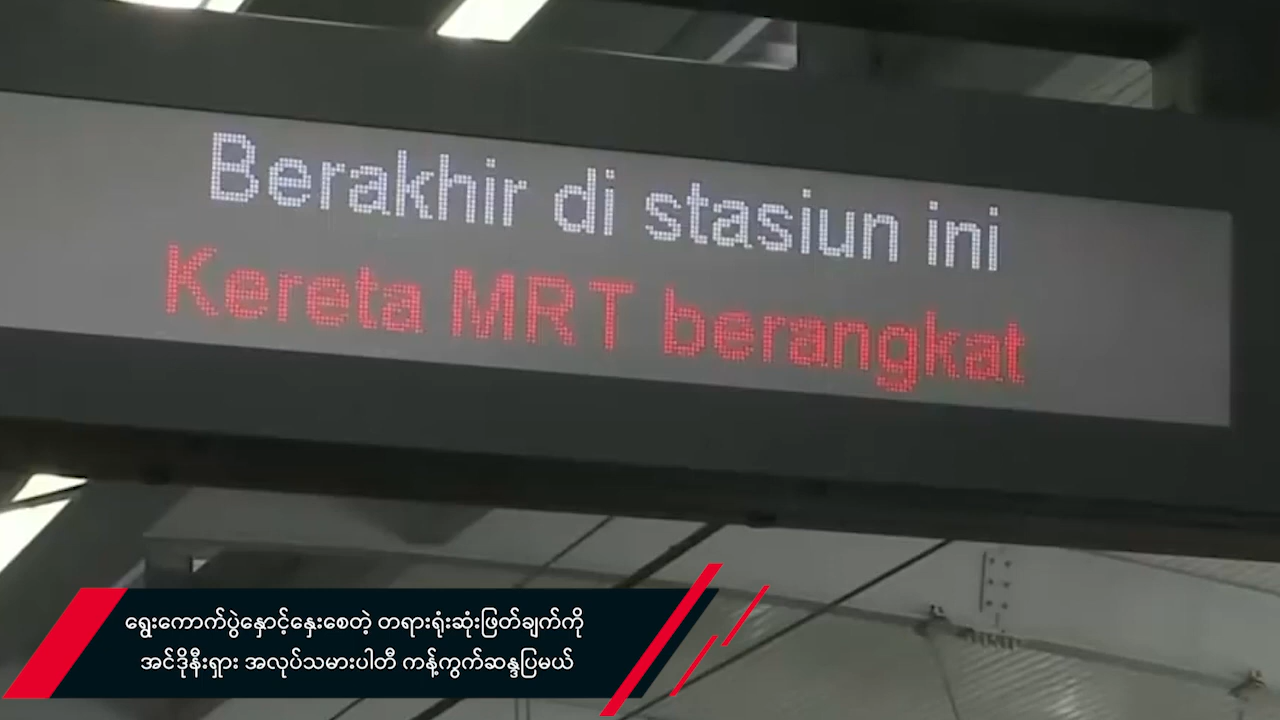 Berakhir di stasiun ini
Kereta MRT berangkat
ရွေးကောက်ပွဲနှောင့်နှေးစေတဲ့ တရားရုံးဆုံးဖြတ်ချက်ကို
အင်ဒိုနီးရှား အလုပ်သမားပါတီ ကန့်ကွက်ဆန္ဒပြမယ်